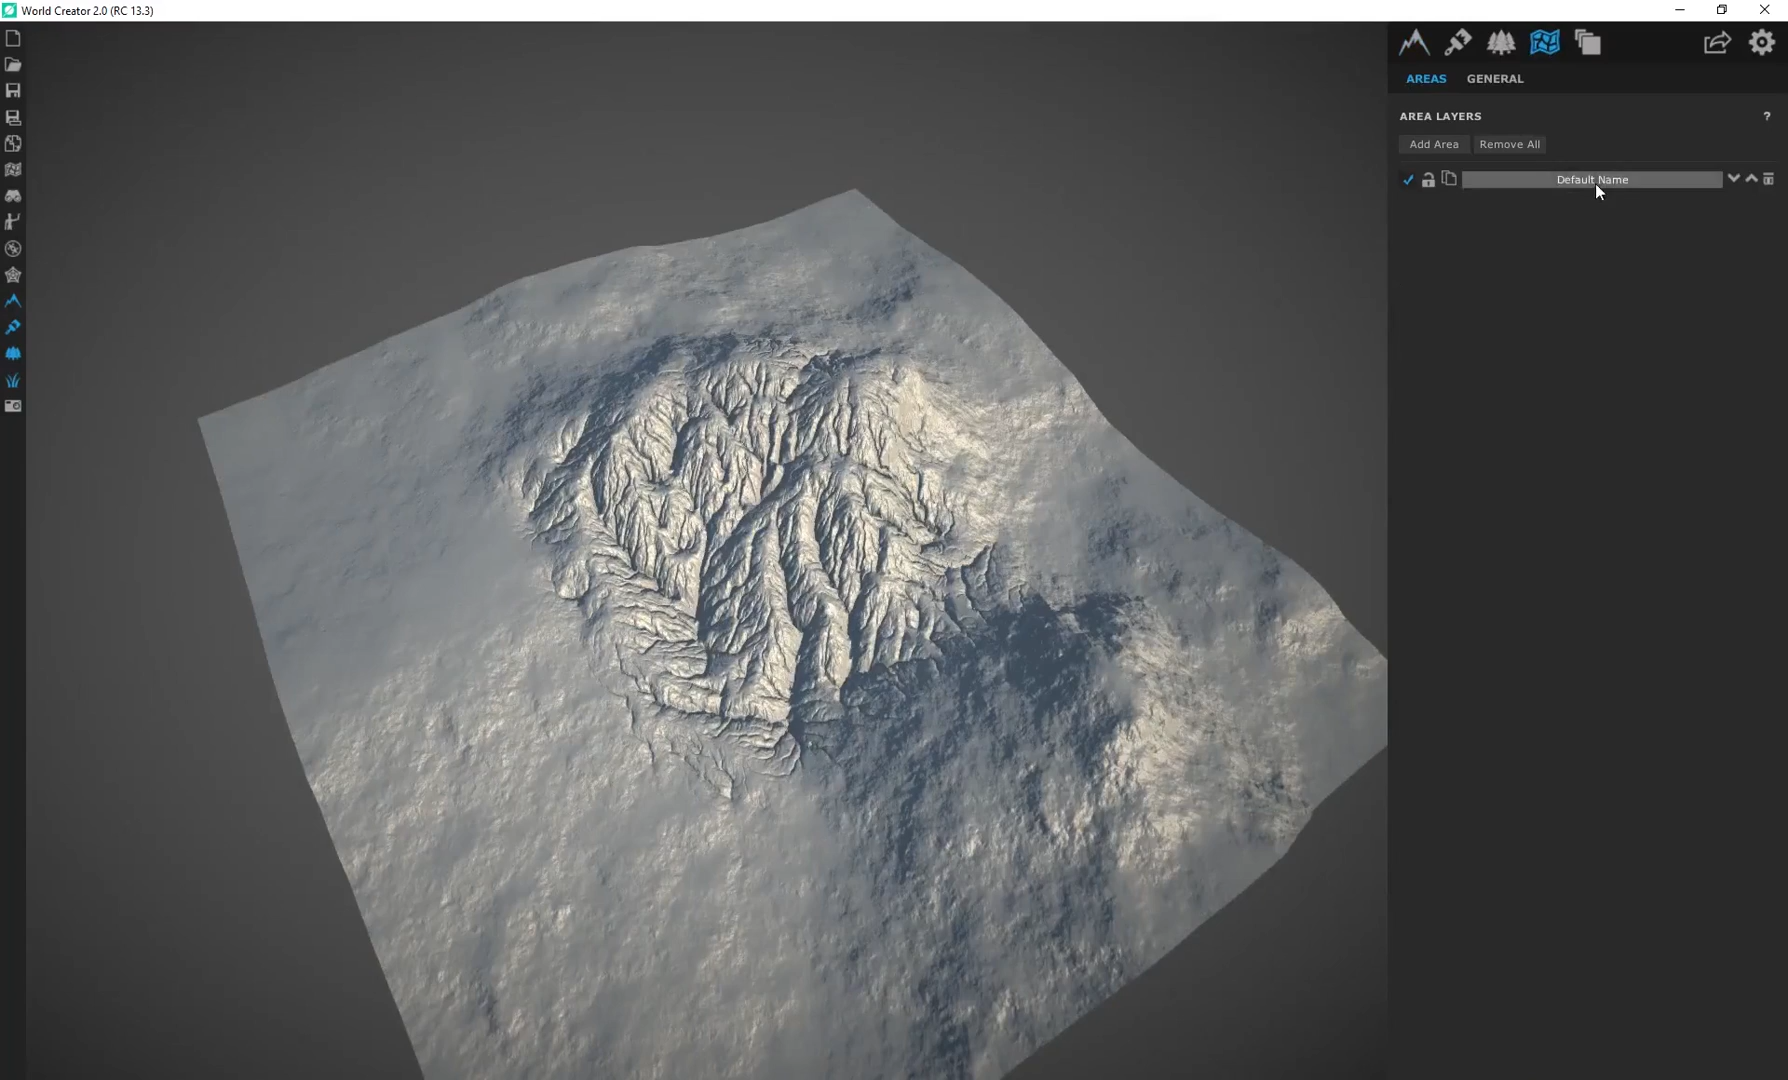 World Creator 2.0 (RC 13.3)
AREAS GENERAL
AREA LAYERS ?
Add Area Remove All
Default Name